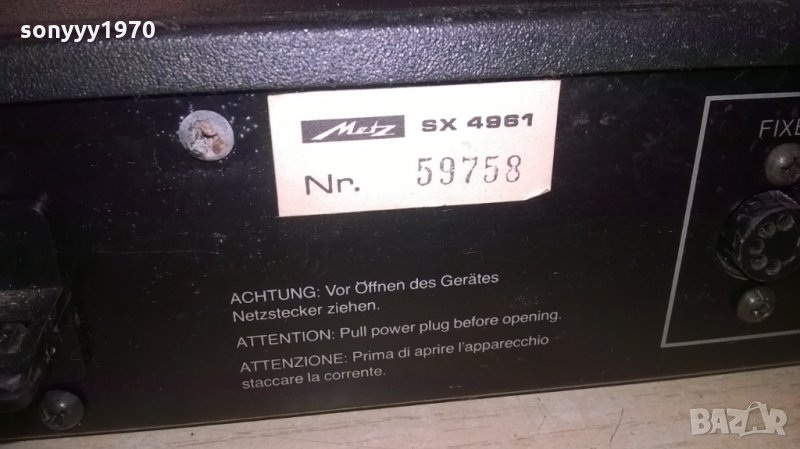 sonyyy1970
Metz SX 4961
Nr. 59758
FIXE
ACHTUNG: Vor Öffnen des Gerätes
Netzstecker ziehen.
ATTENTION: Pull power plug before opening.
ATTENZIONE: Prima di aprire l'apparecchio
staccare la corrente.
BAZAR